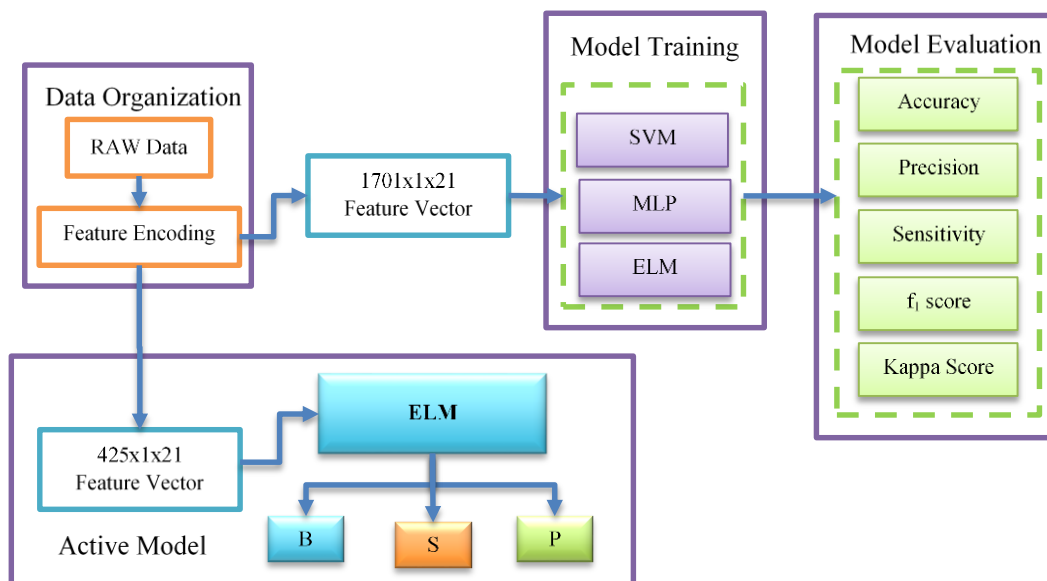 Data Organization
RAW Data
Feature Encoding
1701x1x21
Feature Vector
Model Training
SVM
MLP
ELM
Model Evaluation
Accuracy
Precision
Sensitivity
f₁ score
Kappa Score
425x1x21
Feature Vector
ELM
B
S
P
Active Model